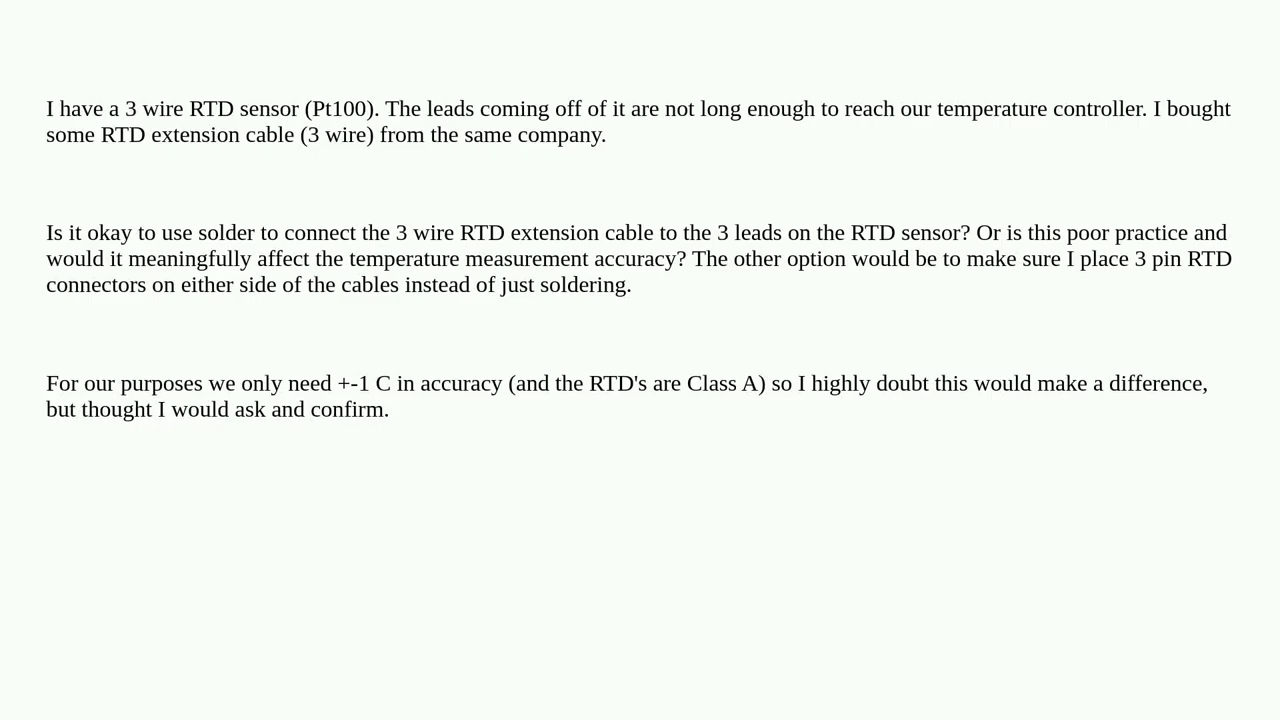 I have a 3 wire RTD sensor (Pt100). The leads coming off of it are not long enough to reach our temperature controller. I bought
some RTD extension cable (3 wire) from the same company.
Is it okay to use solder to connect the 3 wire RTD extension cable to the 3 leads on the RTD sensor? Or is this poor practice and
would it meaningfully affect the temperature measurement accuracy? The other option would be to make sure I place 3 pin RTD
connectors on either side of the cables instead of just soldering.
For our purposes we only need +-1 C in accuracy (and the RTD's are Class A) so I highly doubt this would make a difference,
but thought I would ask and confirm.